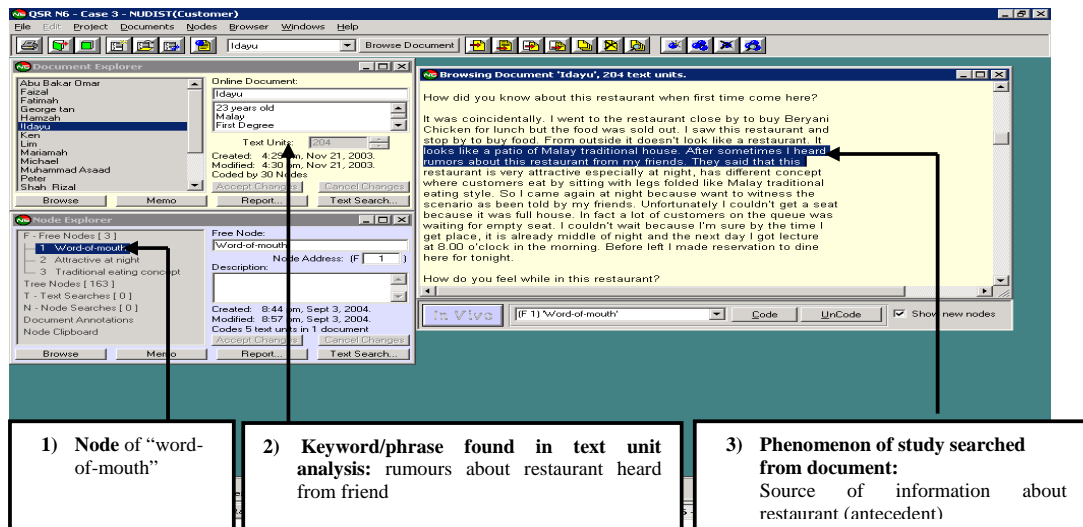 QSR N6 - Case 3 - NUDIST(Customer)
File Edit Project Documents Nodes Browser Windows Help
Idayu Browse Document
Document Explorer
Abu Bakar Omar
Faizal
Fatimah
George tan
Hamzah
Idayu
Ken
Lim
Mariamah
Michael
Muhammad Asaad
Peter
Shah Rizal
Online Document:
Idayu
23 years old
Malay
First Degree
Text Units: 204
Created: 4:29 pm, Nov 21, 2003.
Modified: 4:30 pm, Nov 21, 2003.
Coded by 30 Nodes
Accept Changes Cancel Changes
Browse Memo Report... Text Search...
Node Explorer
F - Free Nodes [ 3 ]
1 Word-of-mouth
2 Attractive at night
3 Traditional eating concept
Tree Nodes [ 163 ]
T - Text Searches [ 0 ]
N - Node Searches [ 0 ]
Document Annotations
Node Clipboard
Free Node:
Word-of-mouth
Node Address: (F 1 )
Description:
Created: 8:44 pm, Sept 3, 2004.
Modified: 8:57 pm, Sept 3, 2004.
Codes 5 text units in 1 document
Accept Changes Cancel Changes
Browse Memo Report... Text Search...
Browsing Document 'Idayu', 204 text units.
How did you know about this restaurant when first time come here?
It was coincidentally. I went to the restaurant close by to buy Beryani
Chicken for lunch but the food was sold out. I saw this restaurant and
stop by to buy food. From outside it doesn't look like a restaurant. It
looks like a patio of Malay traditional house. After sometimes I heard
rumors about this restaurant from my friends. They said that this
restaurant is very attractive especially at night, has different concept
where customers eat by sitting with legs folded like Malay traditional
eating style. So I came again at night because want to witness the
scenario as been told by my friends. Unfortunately I couldn't get a seat
because it was full house. In fact a lot of customers on the queue was
waiting for empty seat. I couldn't wait because I'm sure by the time I
get place, it is already middle of night and the next day I got lecture
at 8.00 o'clock in the morning. Before left I made reservation to dine
here for tonight.
How do you feel while in this restaurant?
In Vivo (F 1) 'Word-of-mouth' Code UnCode Show new nodes
1) Node of “word-
of-mouth”
2) Keyword/phrase found in text unit
analysis: rumours about restaurant heard
from friend
3) Phenomenon of study searched
from document:
Source of information about
restaurant (antecedent)